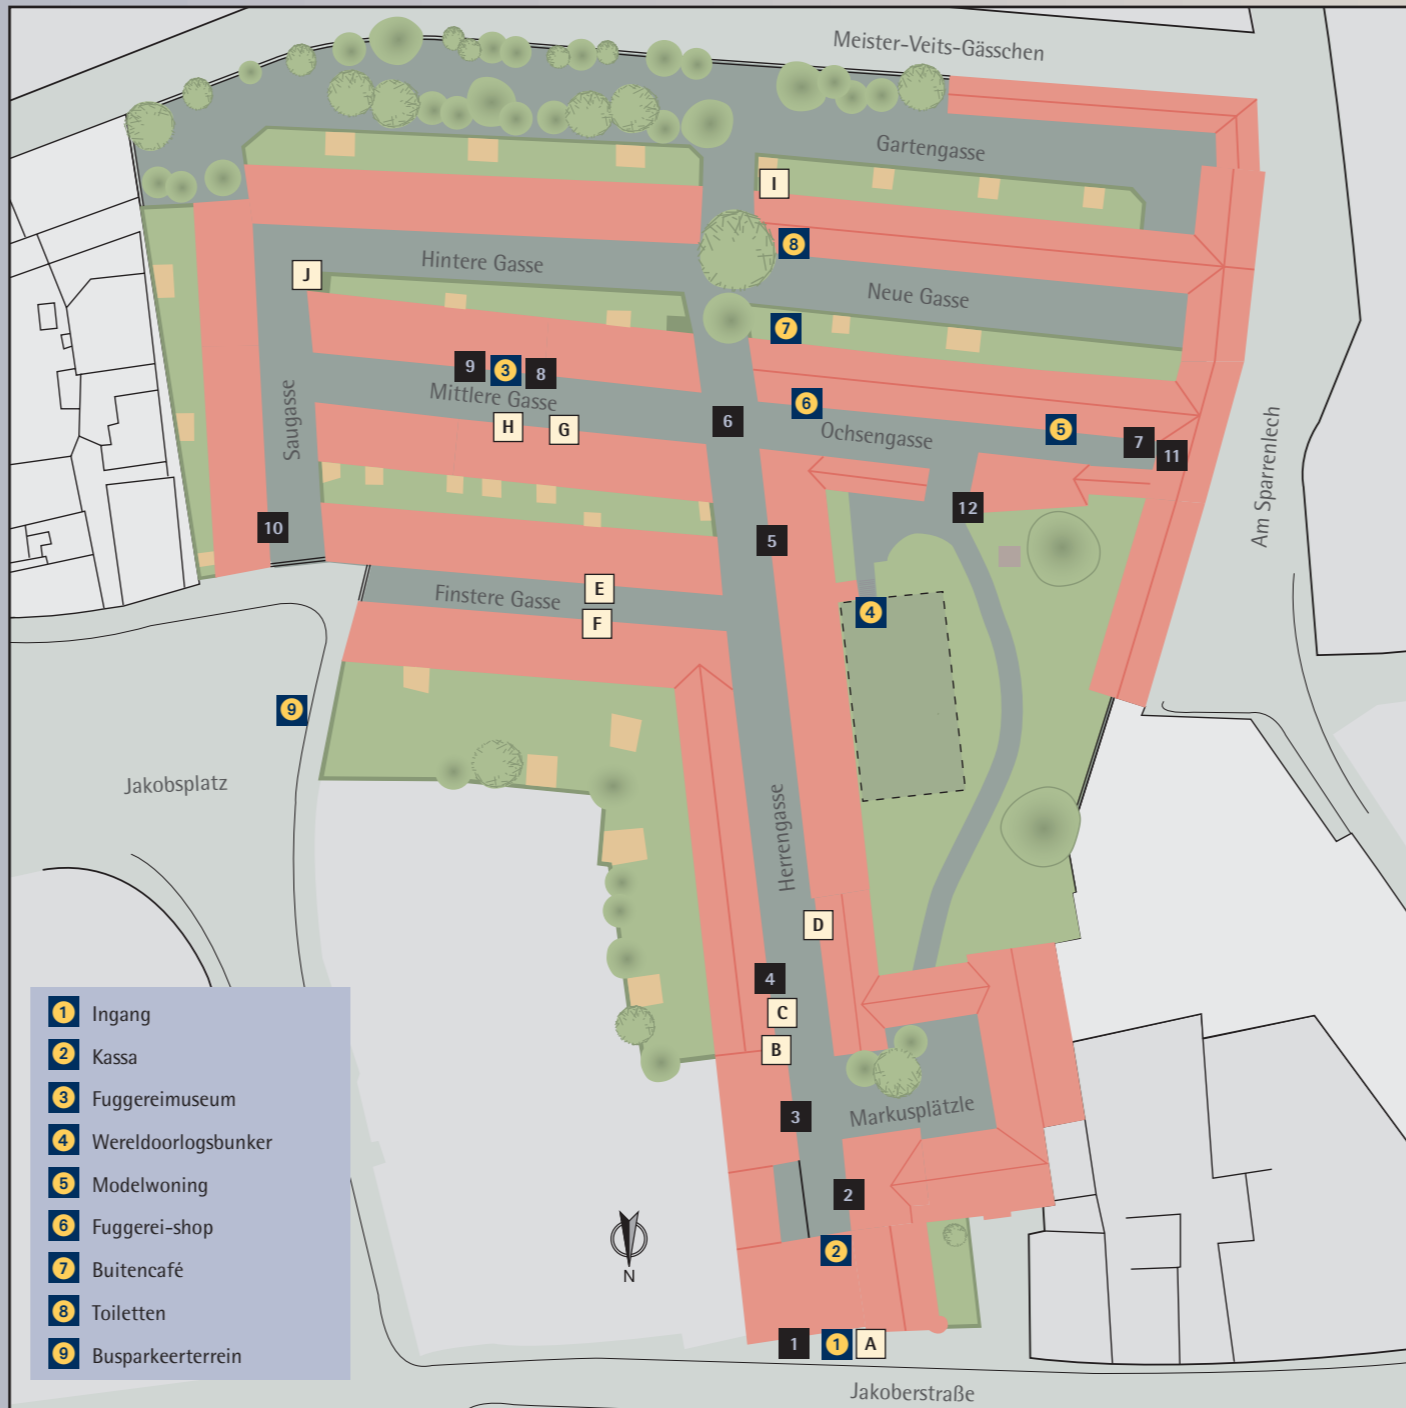 Meister-Veits-Gässchen
Gartengasse
I
8
Hintere Gasse
J
Neue Gasse
7
9 3 8
Mittlere Gasse
H G
Saugasse
6
6
Ochsengasse
5
7
11
Am Sparrenlech
10
12
5
Finstere Gasse
E
F
4
9
Jakobsplatz
Herrengasse
D
4
C
B
3
Markusplätzle
2
2
N
1 1 A
Jakoberstraße
1 Ingang
2 Kassa
3 Fuggereimuseum
4 Wereldoorlogsbunker
5 Modelwoning
6 Fuggerei-shop
7 Buitencafé
8 Toiletten
9 Busparkeerterrein